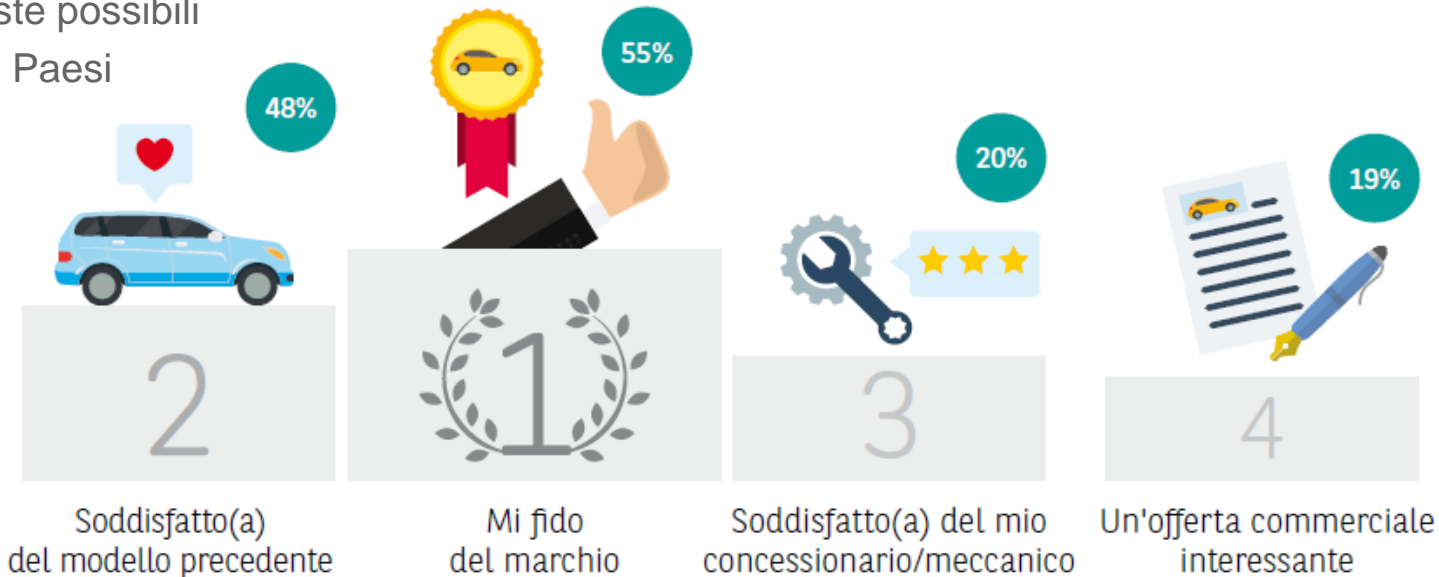 possibili
Paesi
48%
55%
20%
19%
2
1
3
4
Soddisfatto(a)
del modello precedente
Mi fido
del marchio
Soddisfatto(a) del mio
concessionario/meccanico
Un'offerta commerciale
interessante